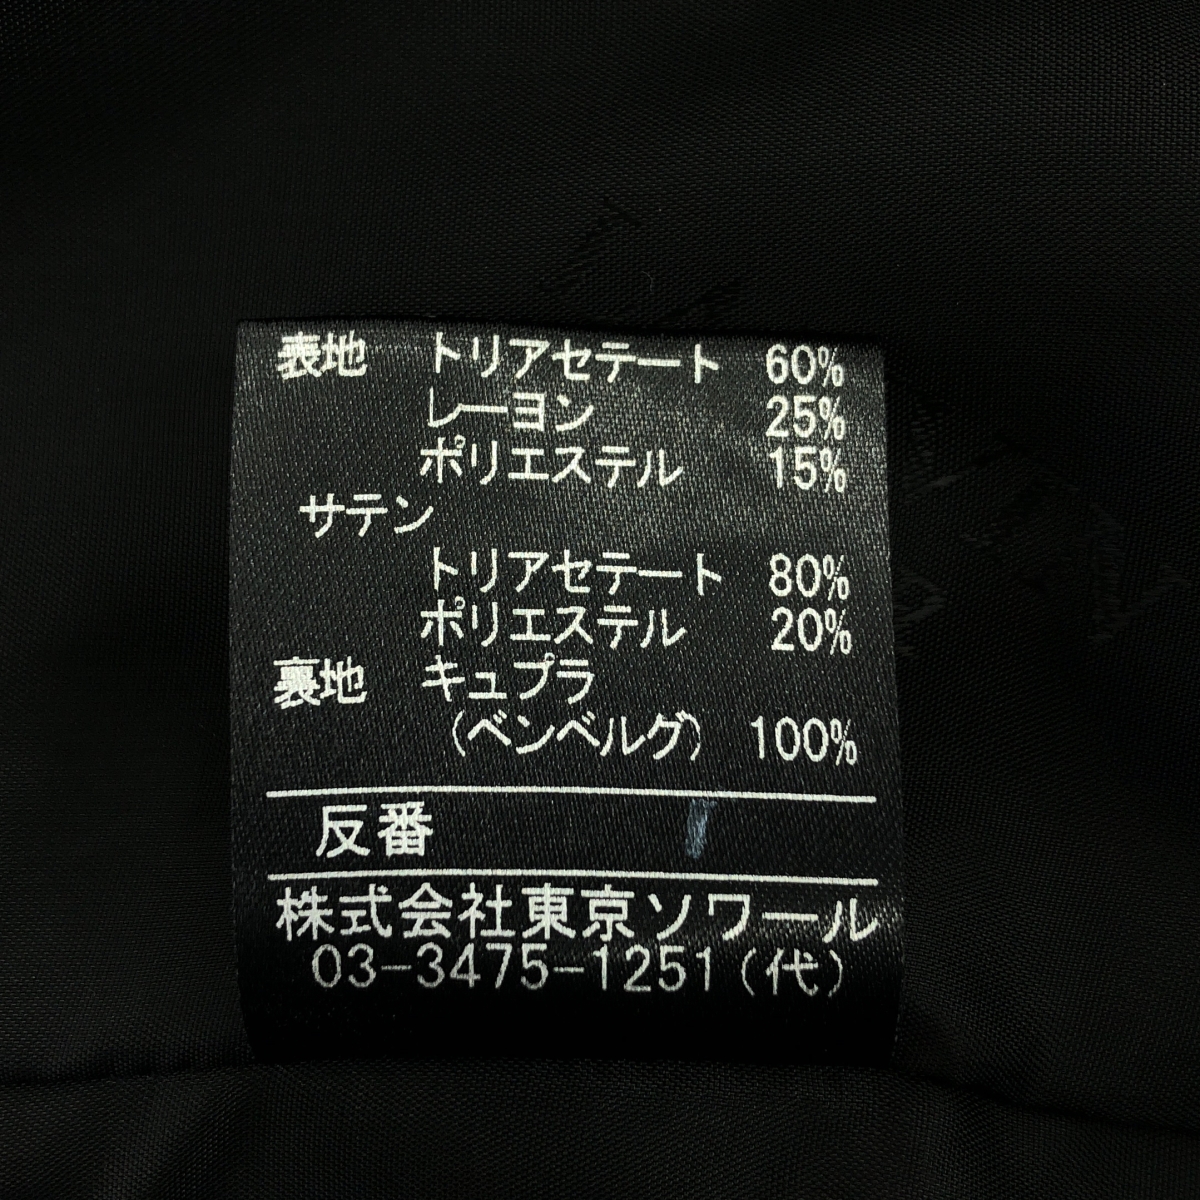 表地 トリアセテート 60%
レーヨン 25%
ポリエステル 15%
サテン
トリアセテート 80%
ポリエステル 20%
裏地 キュプラ
(ベンベルグ) 100%
反番 1
株式会社東京ソワール
03-3475-1251(代)